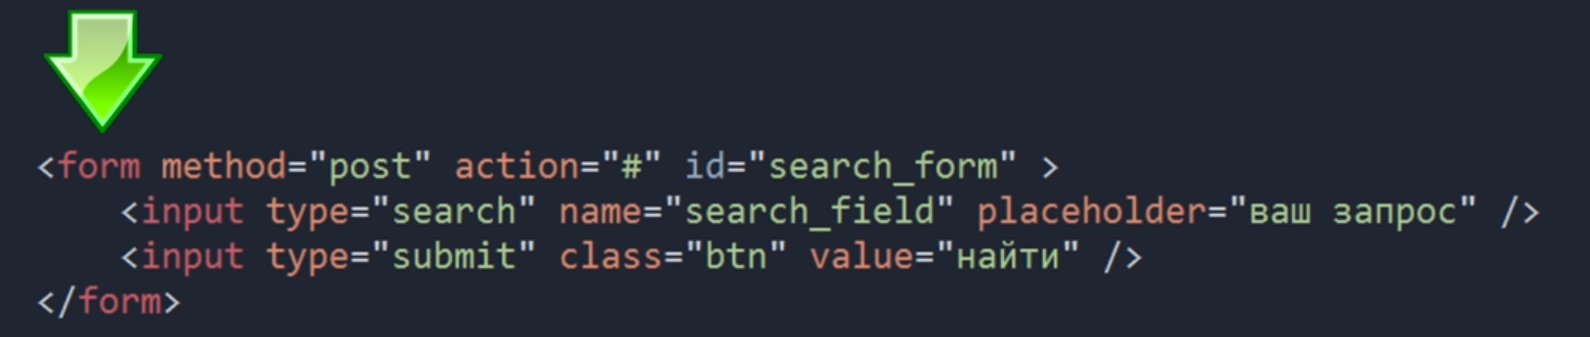 <form method="post" action="#" id="search_form" >
<input type="search" name="search_field" placeholder="ваш запрос" />
<input type="submit" class="btn" value="найти" />
</form>